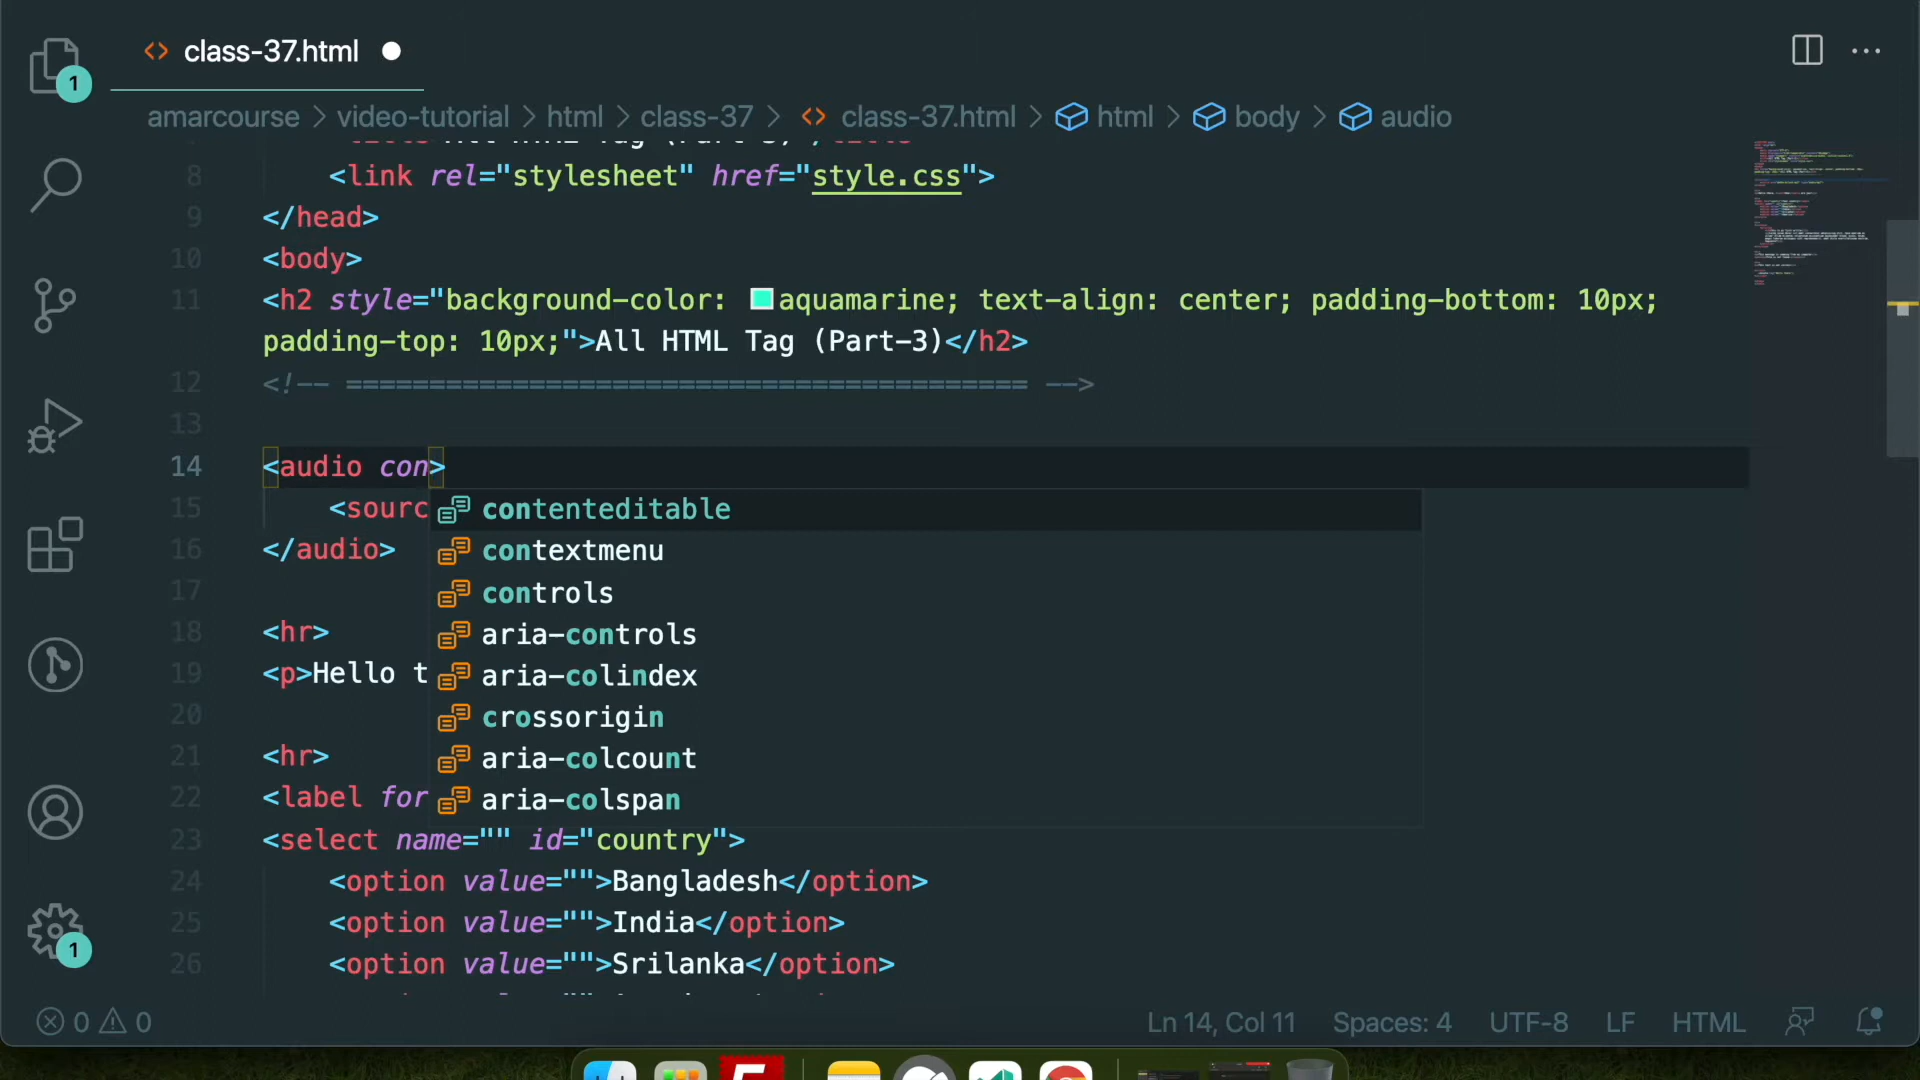 class-37.html
1
amarcourse > video-tutorial > html > class-37 > class-37.html > html > body > audio
8 <link rel="stylesheet" href="style.css">
9 </head>
10 <body>
11 <h2 style="background-color: aquamarine; text-align: center; padding-bottom: 10px;
padding-top: 10px;">All HTML Tag (Part-3)</h2>
12 <!-- ========================================= -->
13
14 <audio con>
15 <sourc
contenteditable
16 </audio>
contextmenu
17
controls
18 <hr>
aria-controls
19 <p>Hello t
aria-colindex
20
crossorigin
21 <hr>
aria-colcount
22 <label for
aria-colspan
23 <select name="" id="country">
24 <option value="">Bangladesh</option>
25 <option value="">India</option>
26 <option value="">Srilanka</option>
1
0 0
Ln 14, Col 11 Spaces: 4 UTF-8 LF HTML